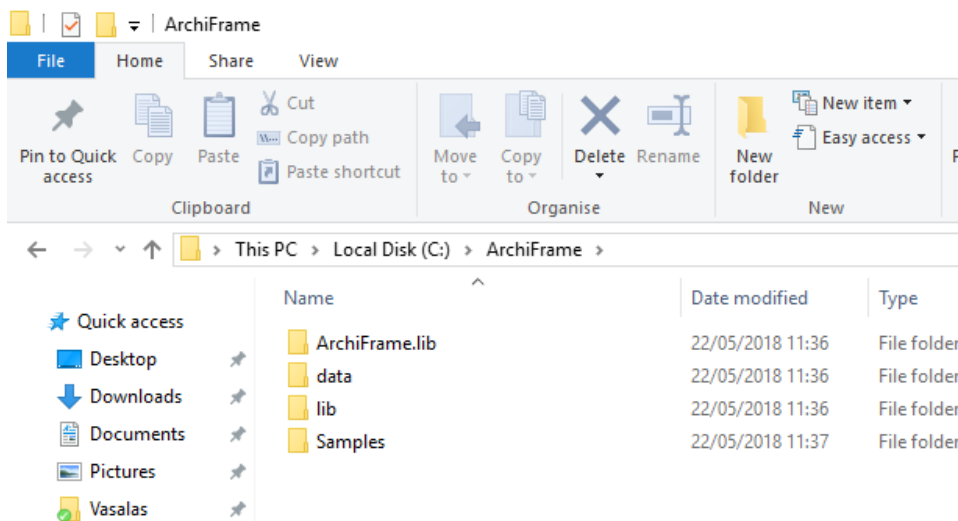 ArchiFrame
File Home Share View
Cut
Copy path
Paste shortcut
Pin to Quick access
Copy
Paste
Move to
Copy to
Delete
Rename
New folder
New item
Easy access
Clipboard Organise New
This PC > Local Disk (C:) > ArchiFrame >
Name Date modified Type
Quick access
Desktop
Downloads
Documents
Pictures
Vasalas
ArchiFrame.lib 22/05/2018 11:36 File folder
data 22/05/2018 11:36 File folder
lib 22/05/2018 11:36 File folder
Samples 22/05/2018 11:37 File folder